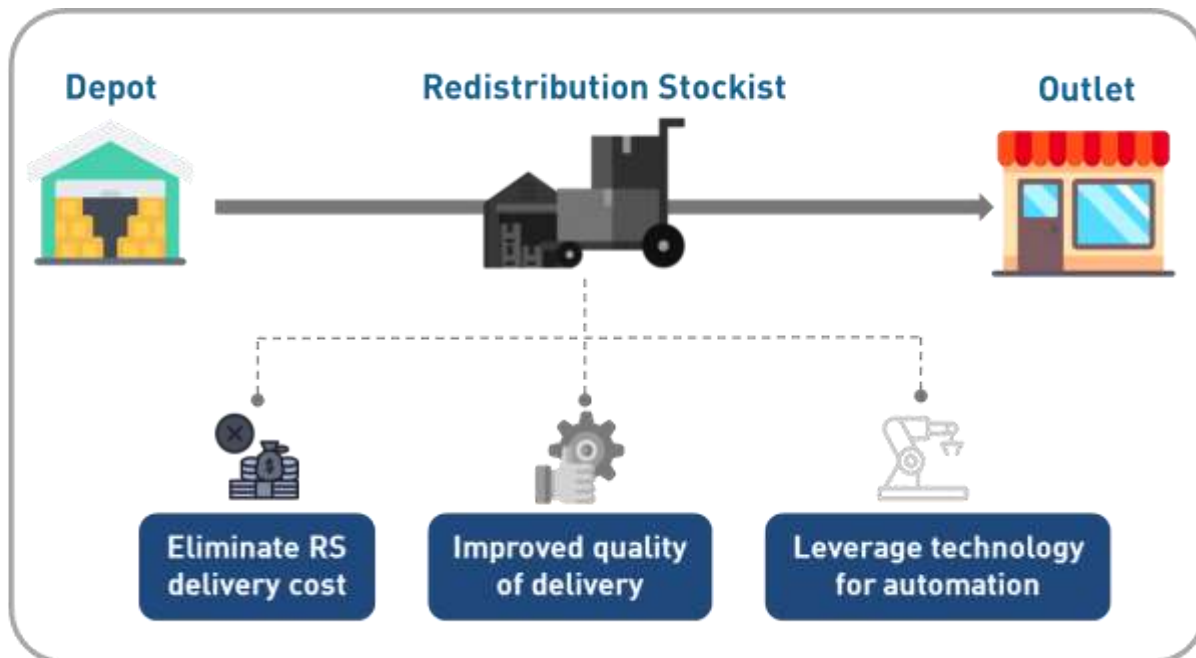 Depot
Redistribution Stockist
Outlet
Eliminate RS
delivery cost
Improved quality
of delivery
Leverage technology
for automation